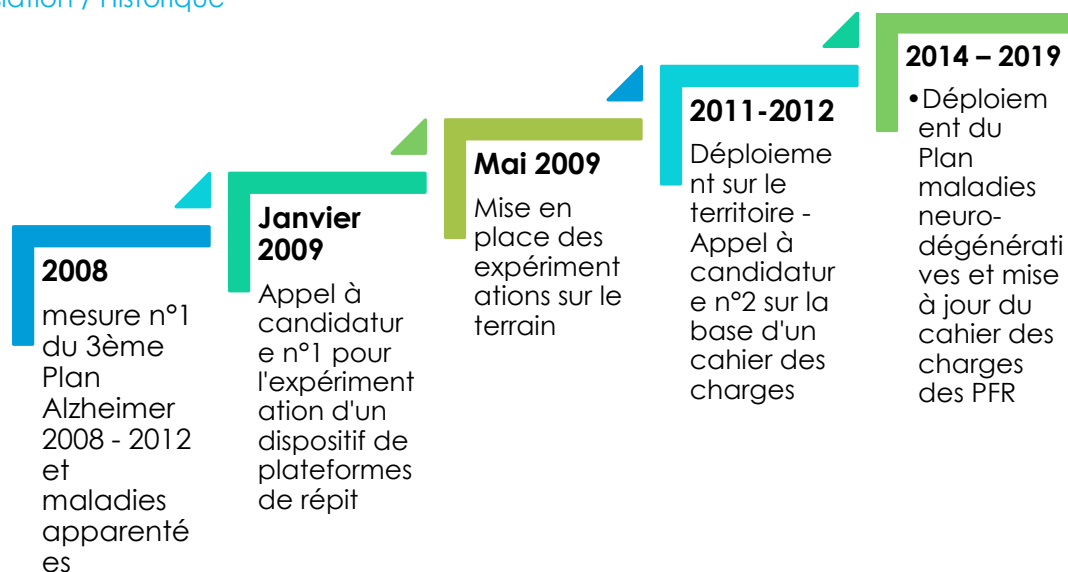 / Historique
2008
mesure n°1
du 3ème
Plan
Alzheimer
2008 - 2012
et
maladies
apparenté
es
Janvier
2009
Appel à
candidatur
e n°1 pour
l'expériment
ation d'un
dispositif de
plateformes
de répit
Mai 2009
Mise en
place des
expériment
ations sur le
terrain
2011-2012
Déploieme
nt sur le
territoire -
Appel à
candidatur
e n°2 sur la
base d'un
cahier des
charges
2014 – 2019
•Déploiem
ent du
Plan
maladies
neuro-
dégénérati
ves et mise
à jour du
cahier des
charges
des PFR